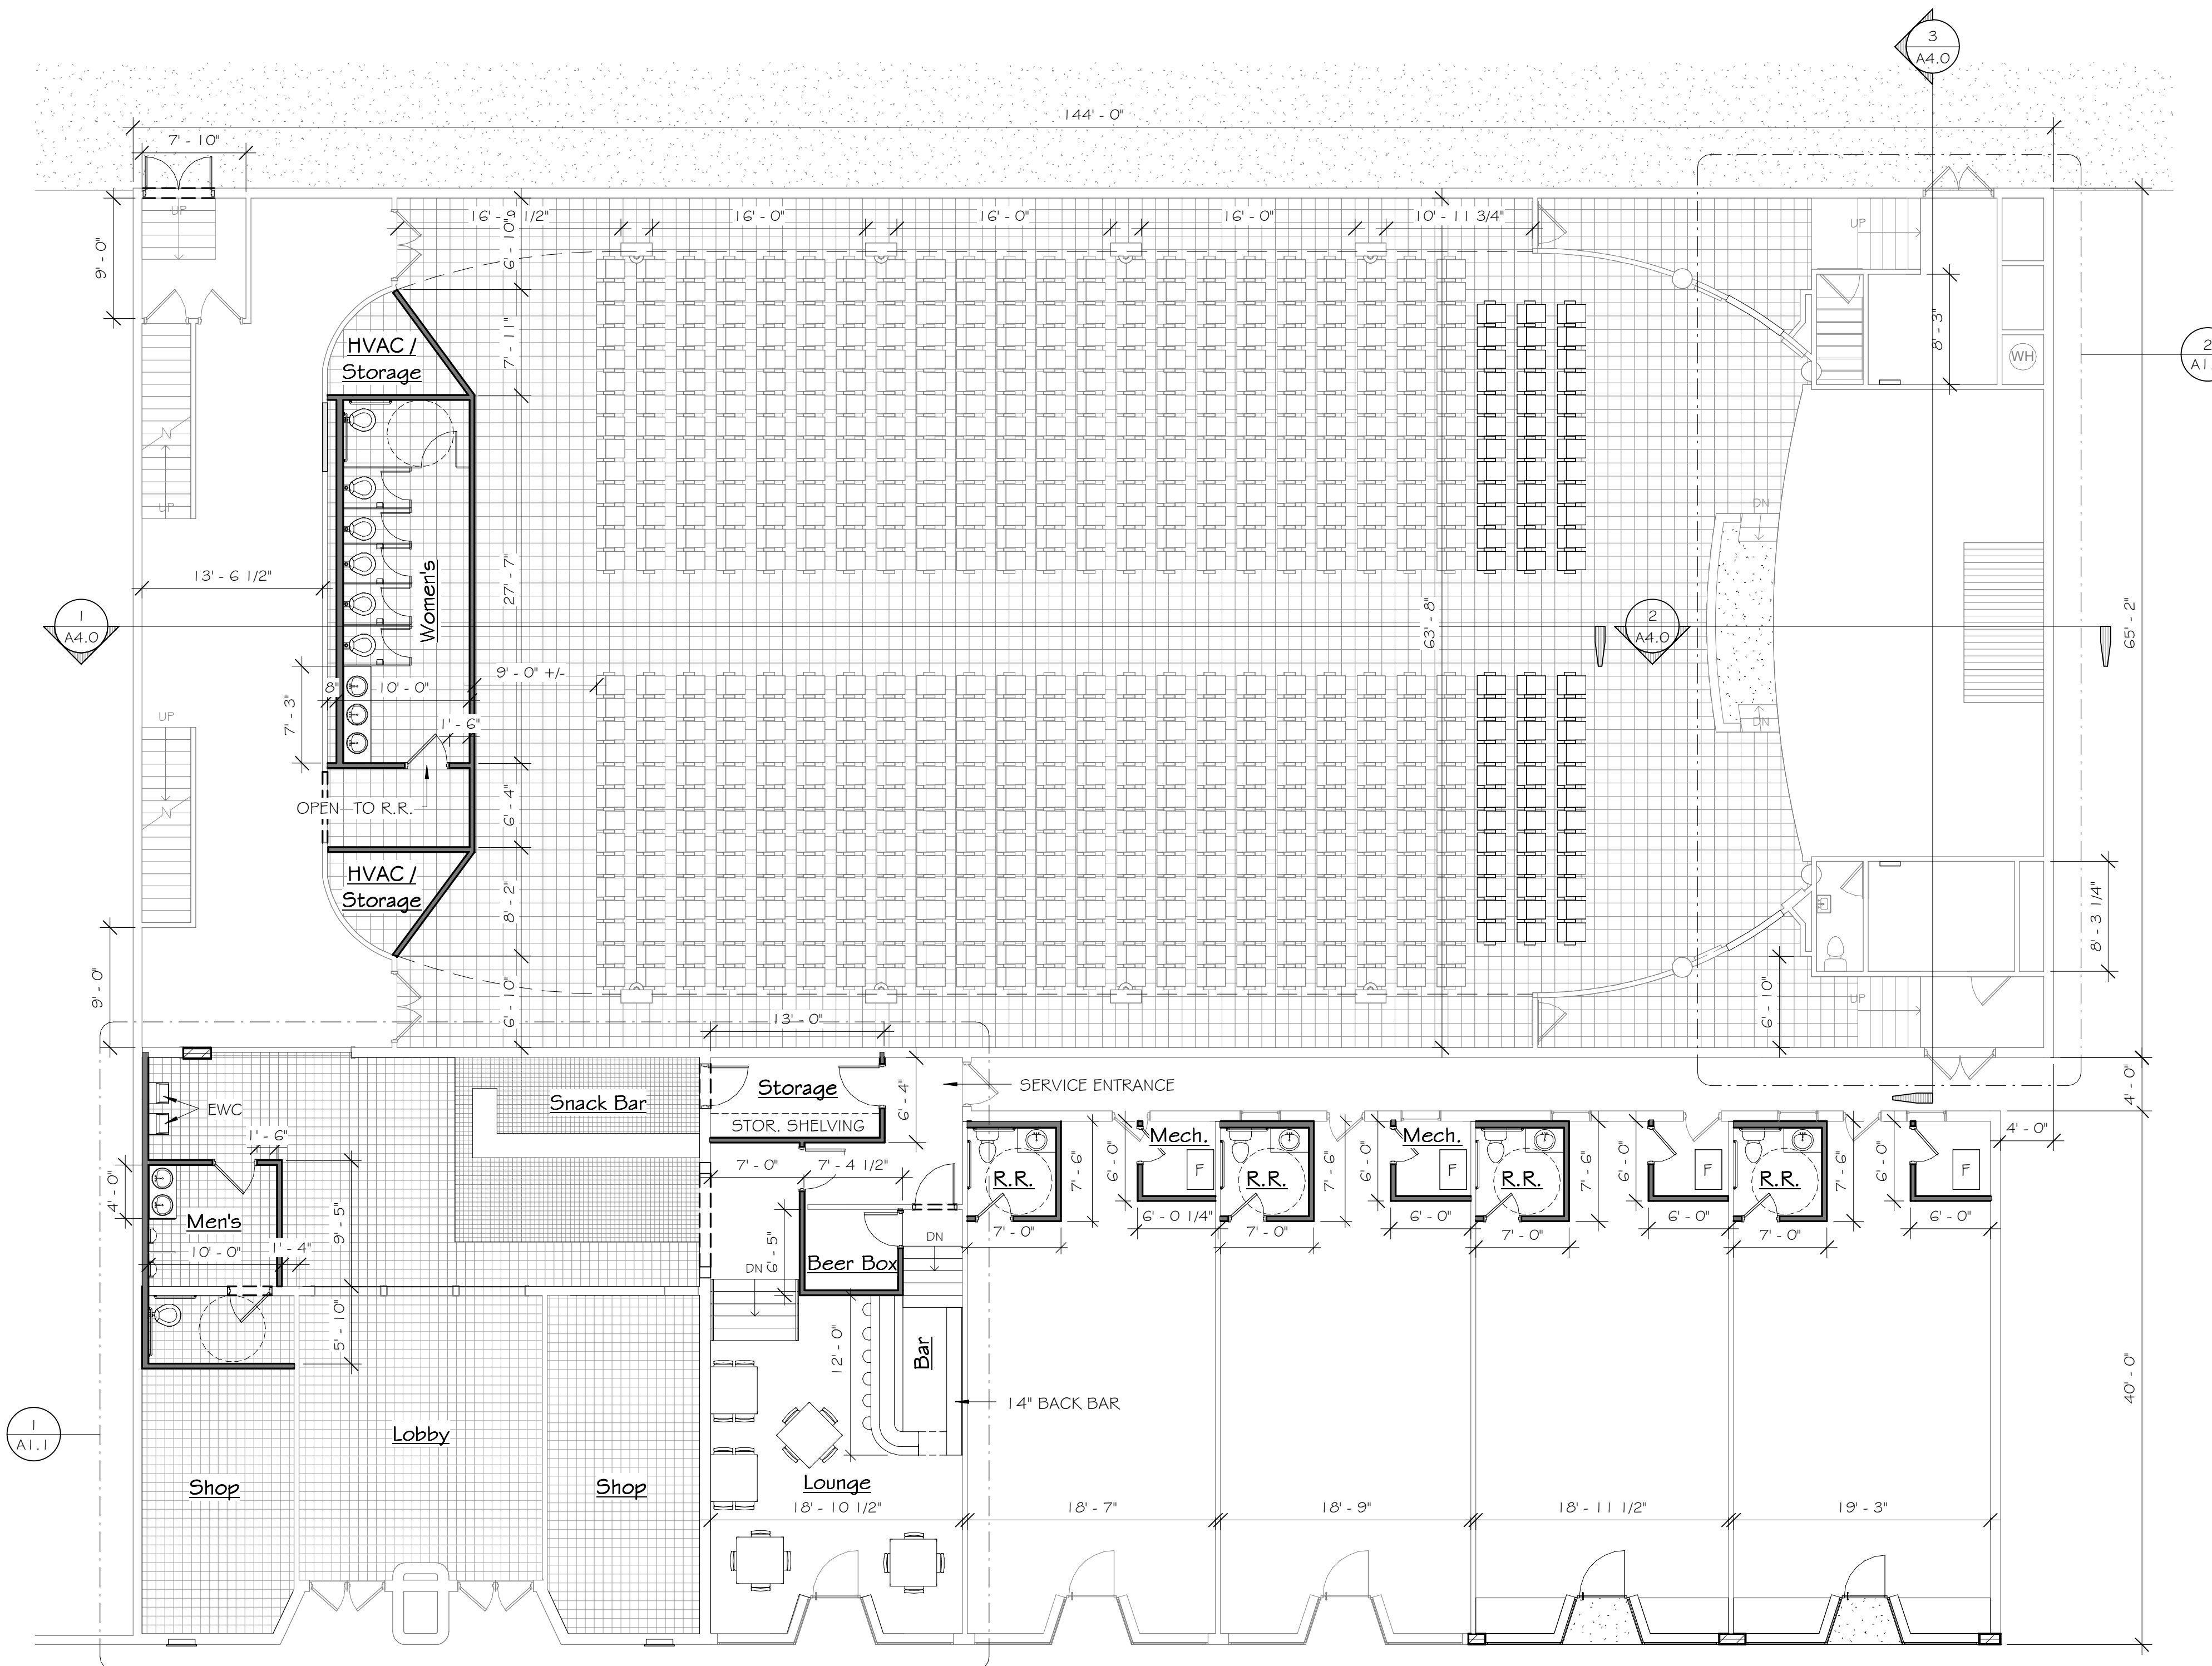 3
A4.0
144' - 0"
7' - 10"
UP
9' - 0"
16' - 9 1/2"
16' - 0"
16' - 0"
16' - 0"
10' - 11 3/4"
6' - 10"
UP
7' - 11"
8' - 3"
HVAC /
Storage
WH
2
UP
DN
Women's
27' - 7"
13' - 6 1/2"
1
A4.0
63' - 8"
2
A4.0
65' - 2"
9' - 0" +/-
8"
10' - 0"
7' - 3"
1' - 6"
UP
DN
OPEN TO R.R.
6' - 4"
HVAC /
Storage
8' - 2"
8' - 3 1/4"
9' - 0"
6' - 10"
6' - 10"
UP
13' - 0"
Storage
SERVICE ENTRANCE
6' - 4"
4' - 0"
Snack Bar
EWC
STOR. SHELVING
1' - 6"
Mech.
Mech.
4' - 0"
7' - 0"
7' - 4 1/2"
4' - 0"
R.R.
7' - 6"
6' - 0"
F
R.R.
7' - 6"
6' - 0"
F
R.R.
7' - 6"
6' - 0"
F
R.R.
7' - 6"
6' - 0"
F
Men's
9' - 5"
6' - 0 1/4"
6' - 0"
6' - 0"
6' - 0"
7' - 0"
7' - 0"
7' - 0"
7' - 0"
10' - 0"
1' - 4"
6' - 5"
DN
DN
Beer Box
5' - 10"
12' - 0"
Bar
40' - 0"
14" BACK BAR
1
A1.1
Lobby
Shop
Shop
Lounge
18' - 10 1/2"
18' - 7"
18' - 9"
18' - 11 1/2"
19' - 3"